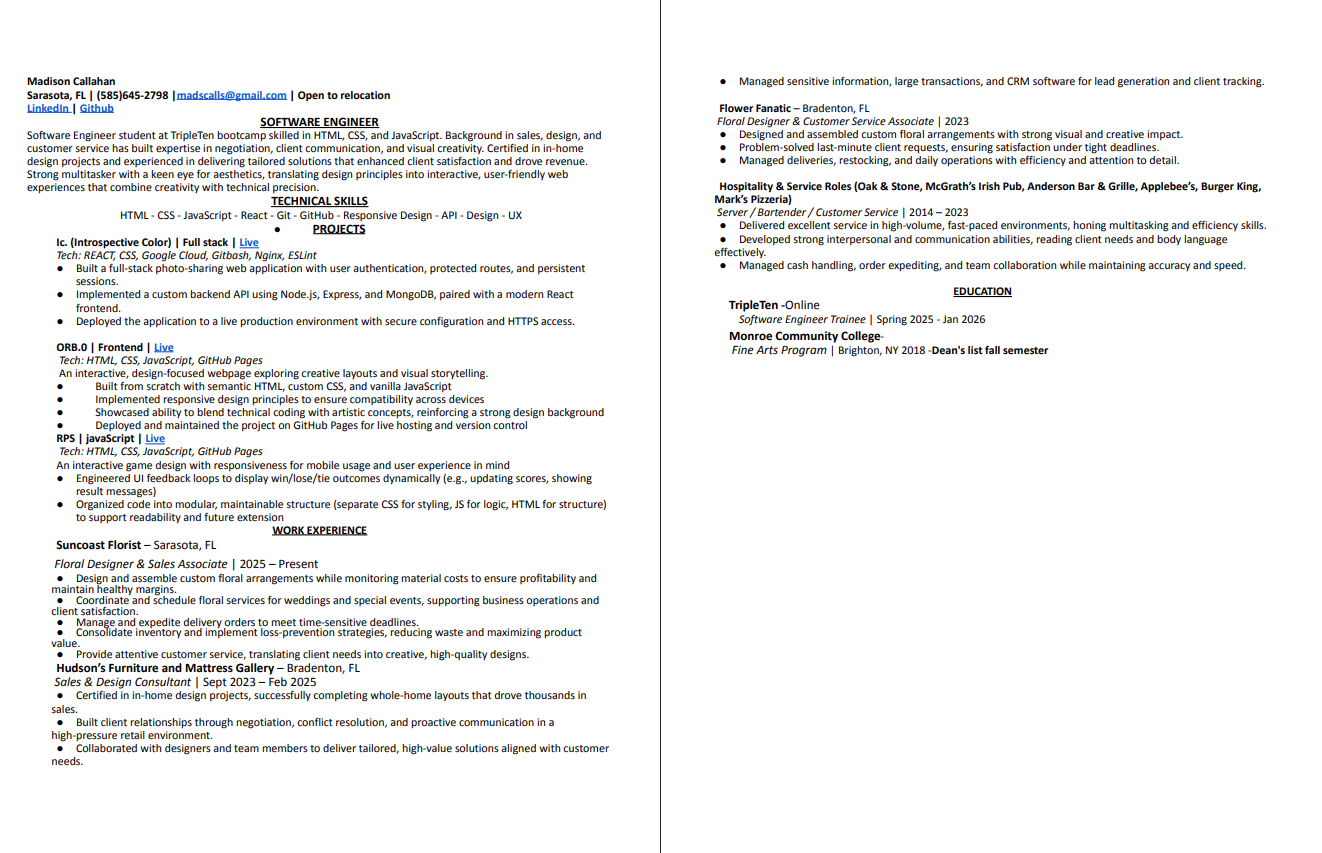 Madison Callahan
Sarasota, FL | (585)645-2798 |madscalls@gmail.com | Open to relocation
LinkedIn | Github
SOFTWARE ENGINEER
Software Engineer student at TripleTen bootcamp skilled in HTML, CSS, and JavaScript. Background in sales, design, and
customer service has built expertise in negotiation, client communication, and visual creativity. Certified in in-home
design projects and experienced in delivering tailored solutions that enhanced client satisfaction and drove revenue.
Strong multitasker with a keen eye for aesthetics, translating design principles into interactive, user-friendly web
experiences that combine creativity with technical precision.
TECHNICAL SKILLS
HTML - CSS - JavaScript - React - Git - GitHub - Responsive Design - API - Design - UX
● PROJECTS
Ic. (Introspective Color) | Full stack | Live
Tech: REACT, CSS, Google Cloud, Gitbash, Nginx, ESLint
● Built a full-stack photo-sharing web application with user authentication, protected routes, and persistent
sessions.
● Implemented a custom backend API using Node.js, Express, and MongoDB, paired with a modern React
frontend.
● Deployed the application to a live production environment with secure configuration and HTTPS access.
ORB.0 | Frontend | Live
Tech: HTML, CSS, JavaScript, GitHub Pages
An interactive, design-focused webpage exploring creative layouts and visual storytelling.
● Built from scratch with semantic HTML, custom CSS, and vanilla JavaScript
● Implemented responsive design principles to ensure compatibility across devices
● Showcased ability to blend technical coding with artistic concepts, reinforcing a strong design background
● Deployed and maintained the project on GitHub Pages for live hosting and version control
RPS | javaScript | Live
Tech: HTML, CSS, JavaScript, GitHub Pages
An interactive game design with responsiveness for mobile usage and user experience in mind
● Engineered UI feedback loops to display win/lose/tie outcomes dynamically (e.g., updating scores, showing
result messages)
● Organized code into modular, maintainable structure (separate CSS for styling, JS for logic, HTML for structure)
to support readability and future extension
WORK EXPERIENCE
Suncoast Florist – Sarasota, FL
Floral Designer & Sales Associate | 2025 – Present
● Design and assemble custom floral arrangements while monitoring material costs to ensure profitability and
maintain healthy margins.
● Coordinate and schedule floral services for weddings and special events, supporting business operations and
client satisfaction.
● Manage and expedite delivery orders to meet time-sensitive deadlines.
● Consolidate inventory and implement loss-prevention strategies, reducing waste and maximizing product
value.
● Provide attentive customer service, translating client needs into creative, high-quality designs.
Hudson’s Furniture and Mattress Gallery – Bradenton, FL
Sales & Design Consultant | Sept 2023 – Feb 2025
● Certified in in-home design projects, successfully completing whole-home layouts that drove thousands in
sales.
● Built client relationships through negotiation, conflict resolution, and proactive communication in a
high-pressure retail environment.
● Collaborated with designers and team members to deliver tailored, high-value solutions aligned with customer
needs.
● Managed sensitive information, large transactions, and CRM software for lead generation and client tracking.
Flower Fanatic – Bradenton, FL
Floral Designer & Customer Service Associate | 2023
● Designed and assembled custom floral arrangements with strong visual and creative impact.
● Problem-solved last-minute client requests, ensuring satisfaction under tight deadlines.
● Managed deliveries, restocking, and daily operations with efficiency and attention to detail.
Hospitality & Service Roles (Oak & Stone, McGrath’s Irish Pub, Anderson Bar & Grille, Applebee’s, Burger King,
Mark’s Pizzeria)
Server / Bartender / Customer Service | 2014 – 2023
● Delivered excellent service in high-volume, fast-paced environments, honing multitasking and efficiency skills.
● Developed strong interpersonal and communication abilities, reading client needs and body language
effectively.
● Managed cash handling, order expediting, and team collaboration while maintaining accuracy and speed.
EDUCATION
TripleTen -Online
Software Engineer Trainee | Spring 2025 - Jan 2026
Monroe Community College-
Fine Arts Program | Brighton, NY 2018 -Dean's list fall semester